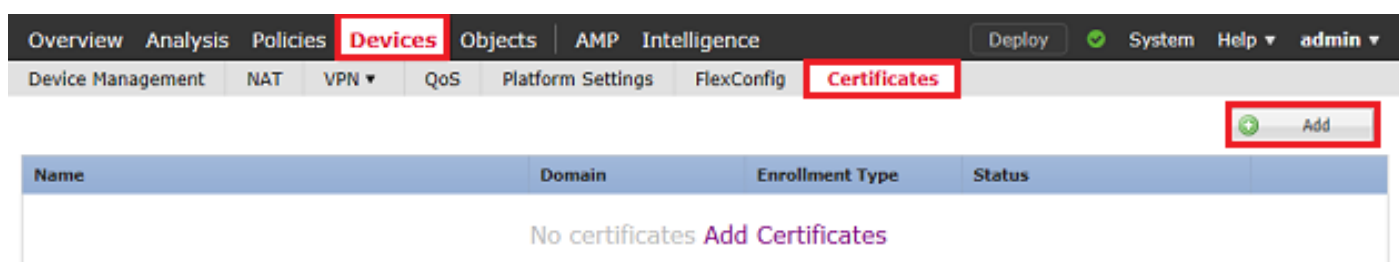 Overview Analysis Policies Devices Objects AMP Intelligence Deploy System Help ▾ admin ▾
Device Management NAT VPN ▾ QoS Platform Settings FlexConfig Certificates
Add
Name Domain Enrollment Type Status
No certificates Add Certificates